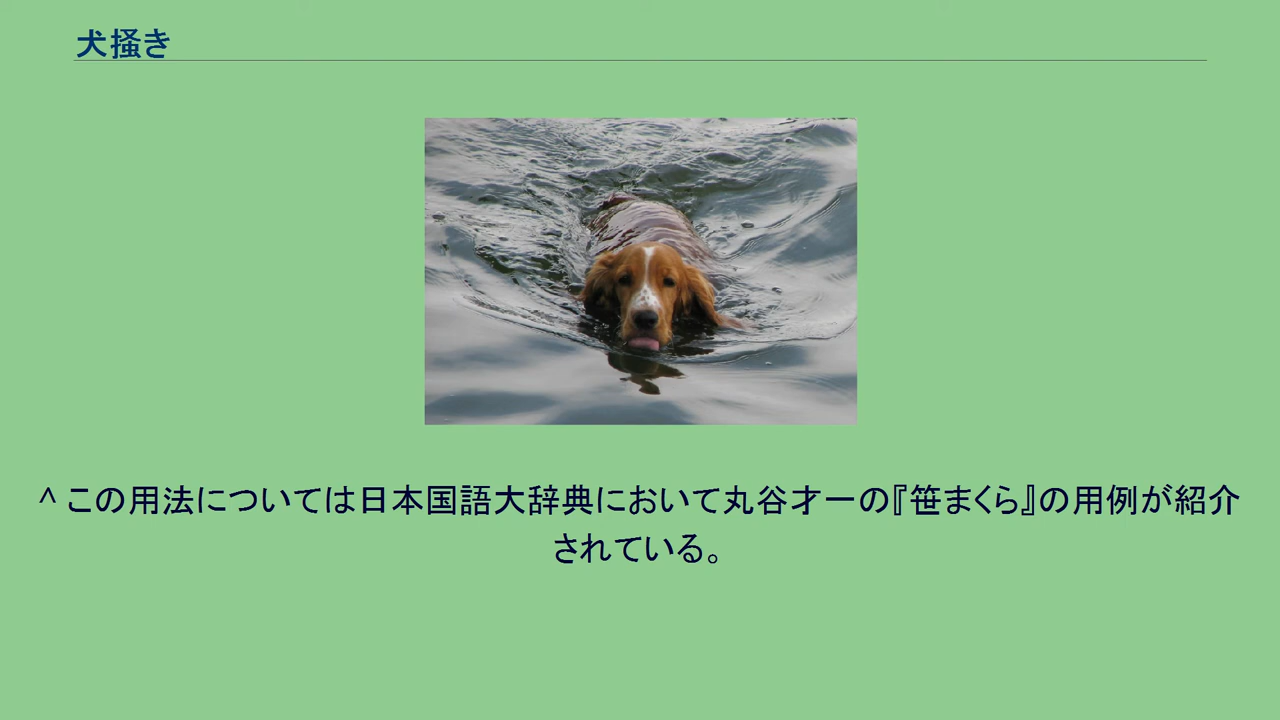 犬掻き
^ この用法については日本国語大辞典において丸谷才一の『笹まくら』の用例が紹介
されている。